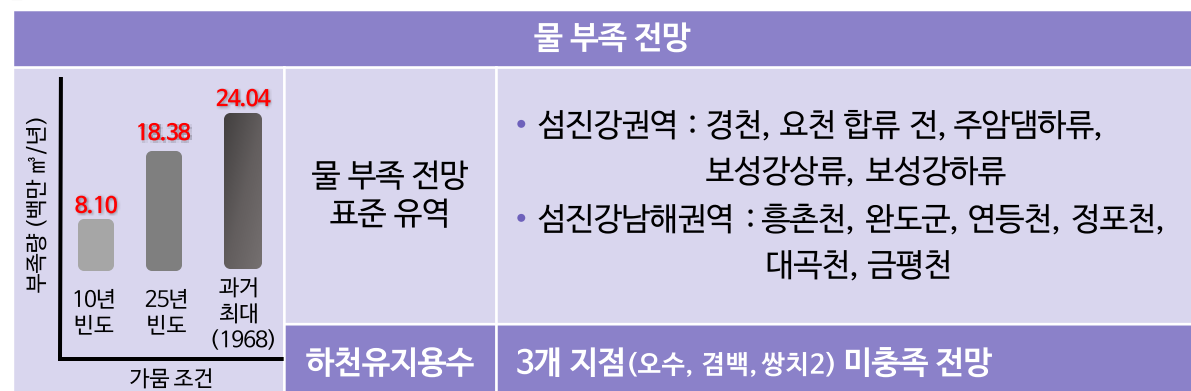 물 부족 전망
부족량 (백만 ㎥/년)
8.10
18.38
24.04
10년
빈도
25년
빈도
과거
최대
(1968)
가뭄 조건
물 부족 전망
표준 유역
• 섬진강권역 : 경천, 요천 합류 전, 주암댐하류,
보성강상류, 보성강하류
• 섬진강남해권역 : 흥촌천, 완도군, 연등천, 정포천,
대곡천, 금평천
하천유지용수
3개 지점(오수, 겸백, 쌍치2) 미충족 전망